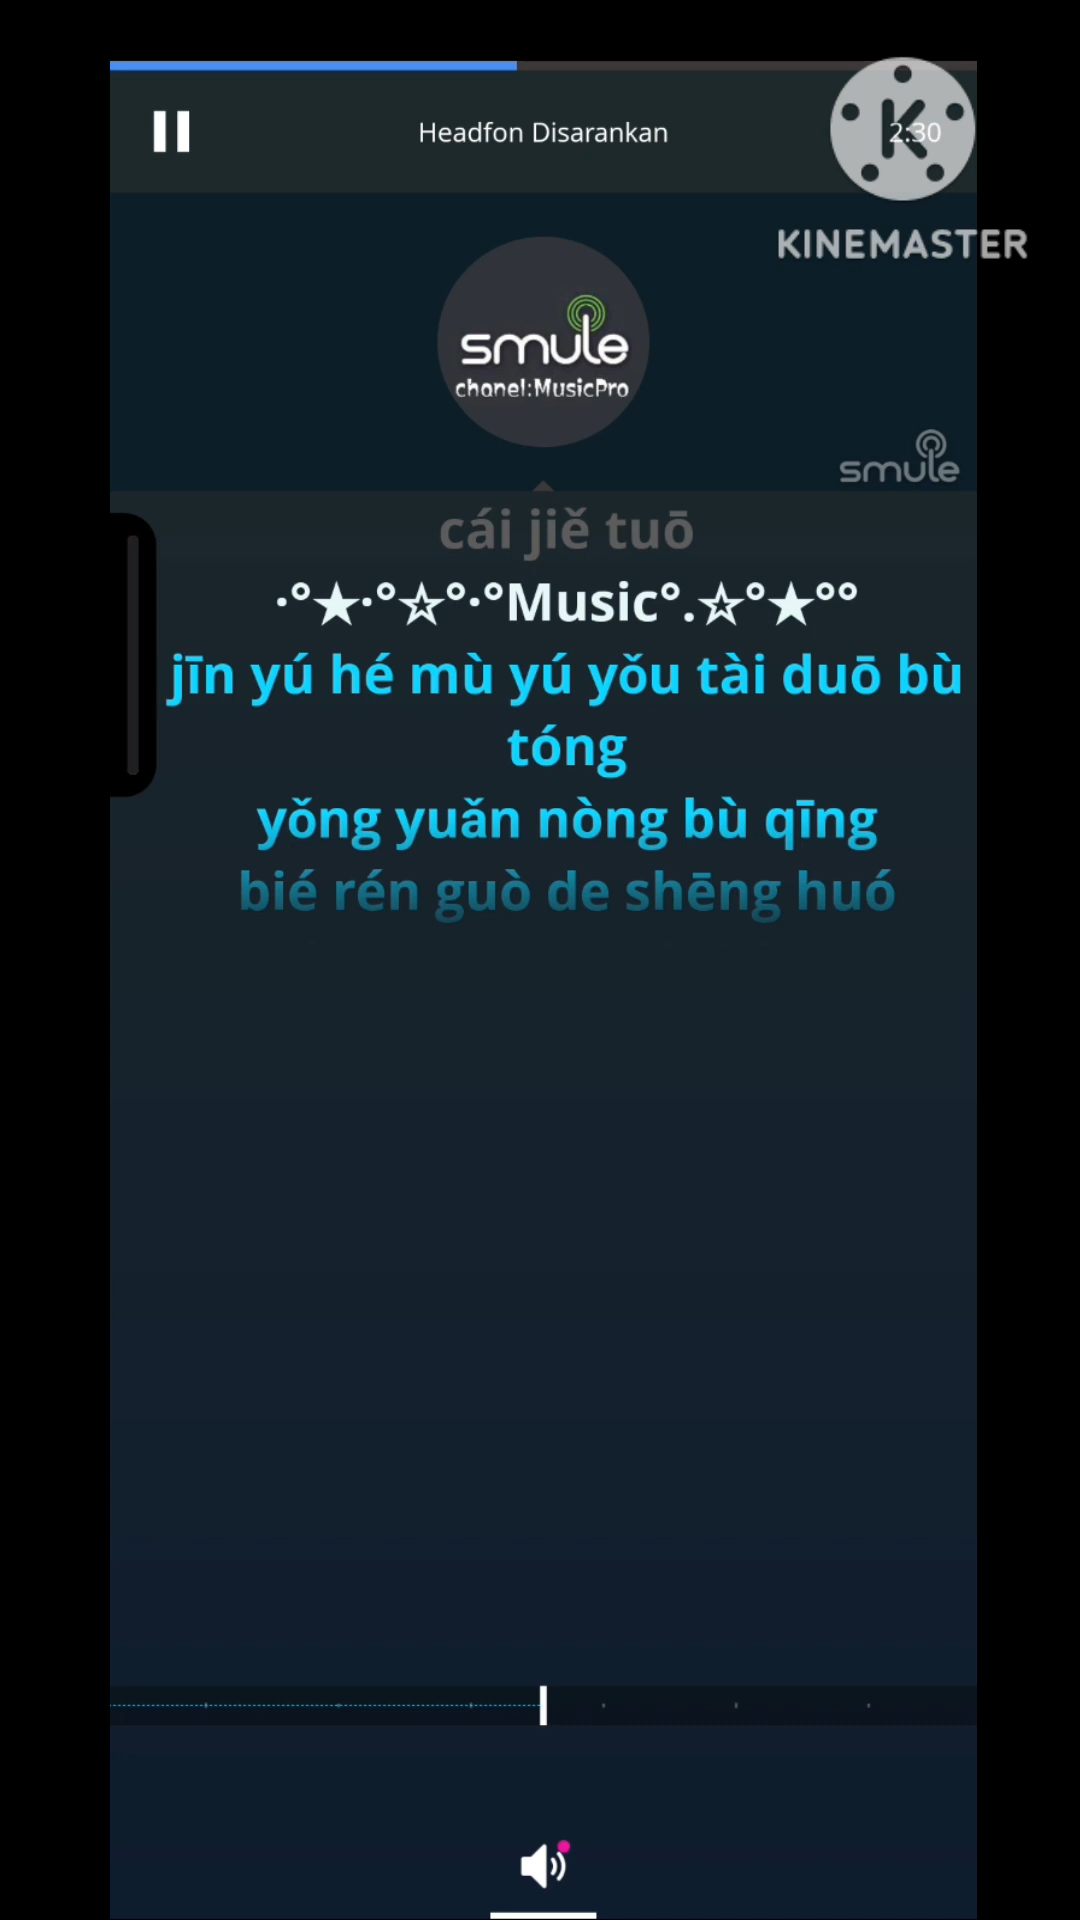 Headfon Disarankan
2:30
KINEMASTER
smule
chanel:MusicPro
smule
cái jiě tuō
·°★·°☆°·°Music°.☆°★°°
jīn yú hé mù yú yǒu tài duō bù
tóng
yǒng yuǎn nòng bù qīng
bié rén guò de shēng huó